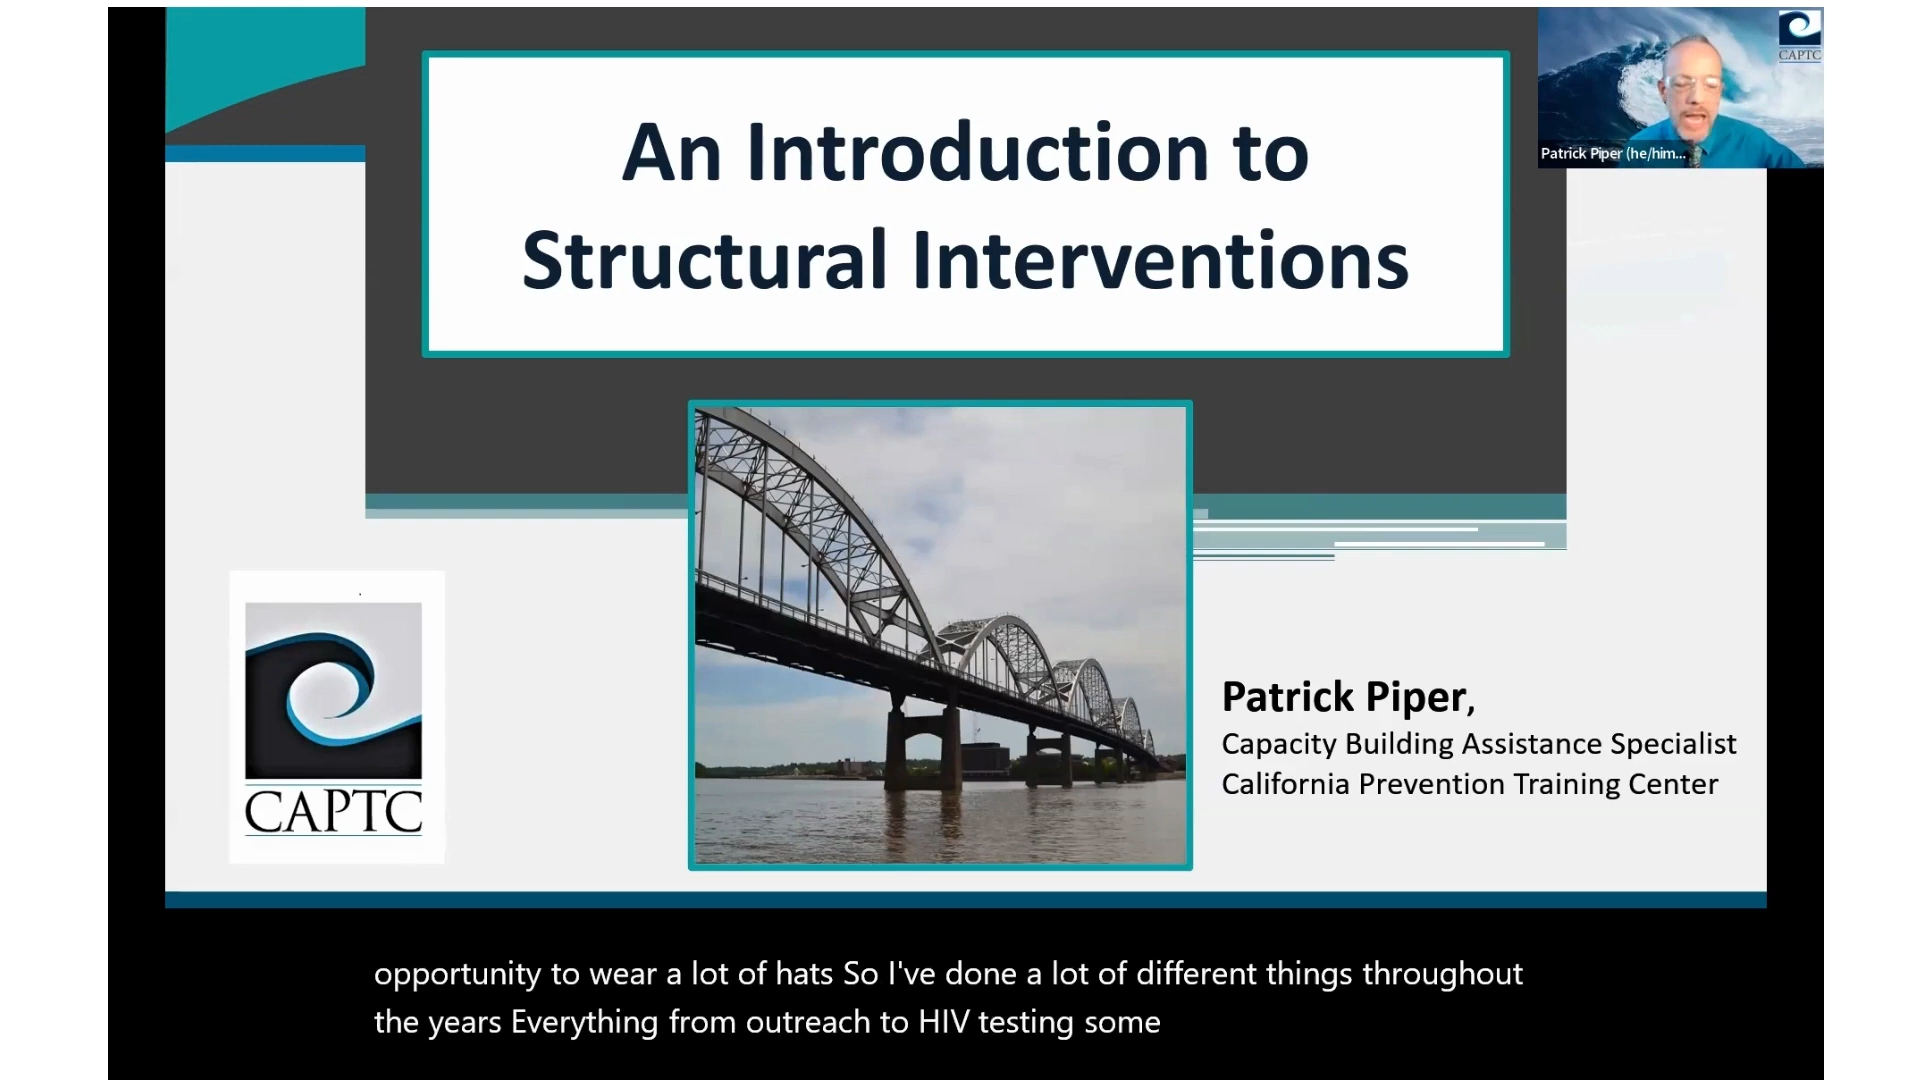 An Introduction to
Structural Interventions
CAPTC
Patrick Piper (he/him...
CAPTC
Patrick Piper,
Capacity Building Assistance Specialist
California Prevention Training Center
opportunity to wear a lot of hats So I've done a lot of different things throughout
the years Everything from outreach to HIV testing some